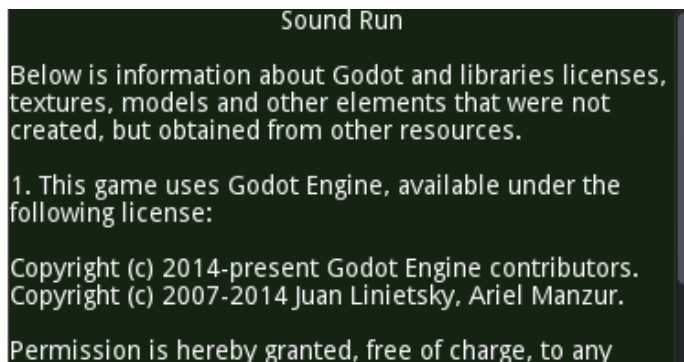 Sound Run
Below is information about Godot and libraries licenses,
textures, models and other elements that were not
created, but obtained from other resources.
1. This game uses Godot Engine, available under the
following license:
Copyright (c) 2014-present Godot Engine contributors.
Copyright (c) 2007-2014 Juan Linietsky, Ariel Manzur.
Permission is hereby granted, free of charge, to any